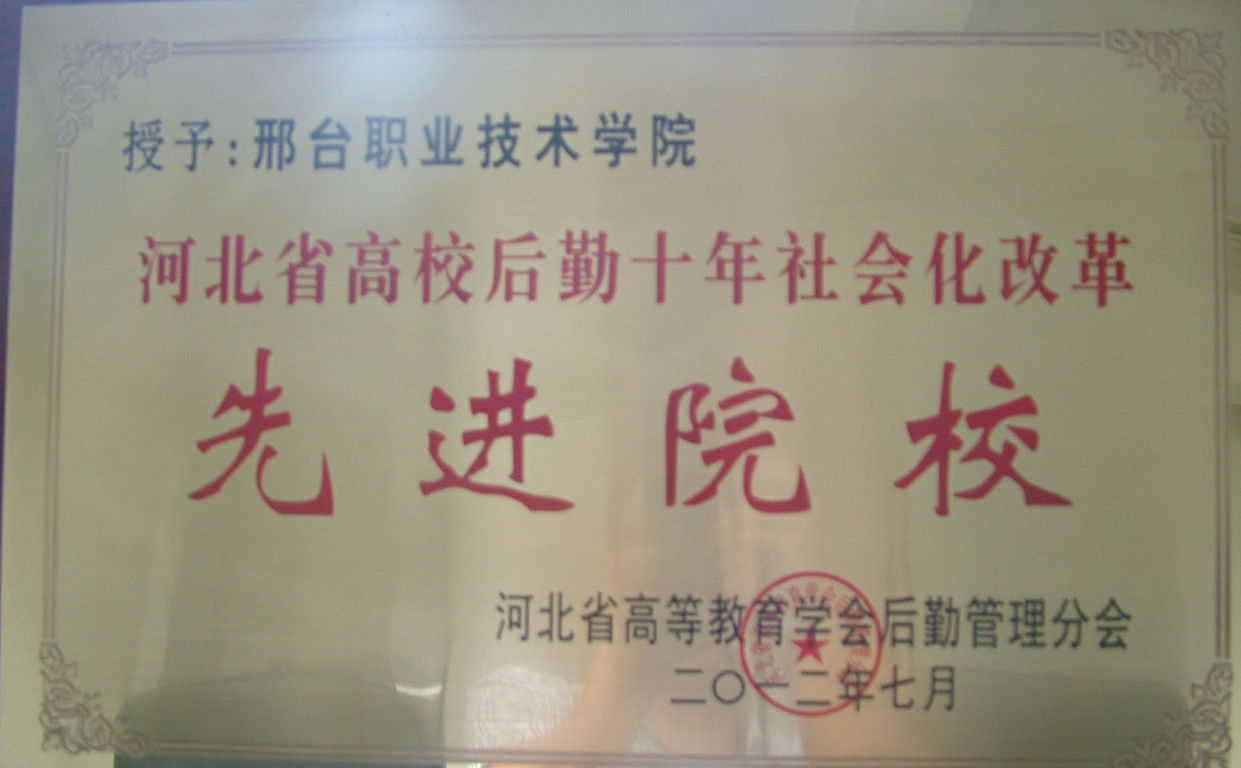 授予:邢台职业技术学院
河北省高校后勤十年社会化改革
先进院校
河北省高等教育学会后勤管理分会
二〇一二年七月